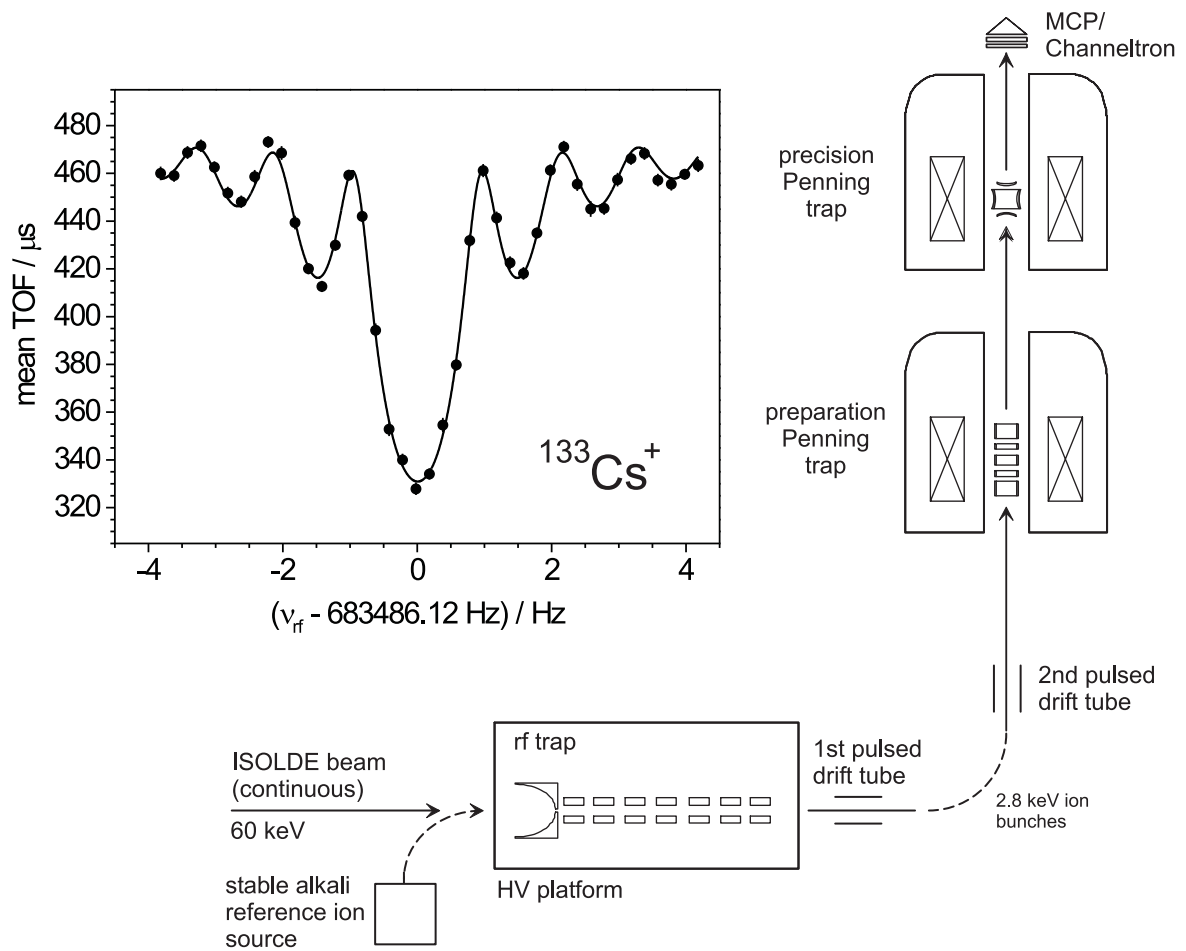 MCP/
Channeltron
precision
Penning
trap
preparation
Penning
trap
mean TOF / μs
480
460
440
420
400
380
360
340
320
¹³³Cs⁺
-4
-2
0
2
4
(νrf - 683486.12 Hz) / Hz
2nd pulsed
drift tube
rf trap
1st pulsed
drift tube
ISOLDE beam
(continuous)
60 keV
2.8 keV ion
bunches
HV platform
stable alkali
reference ion
source